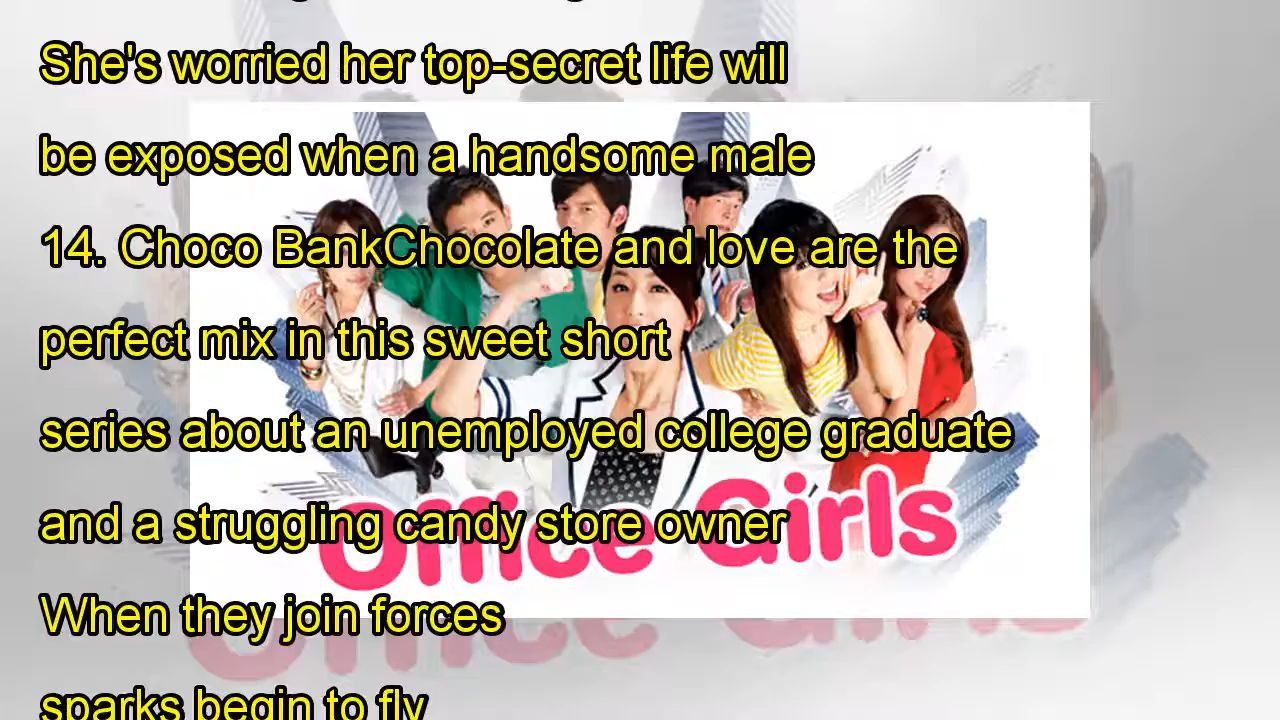 She's worried her top-secret life will
be exposed when a handsome male
14. Choco BankChocolate and love are the
perfect mix in this sweet short
series about an unemployed college graduate
and a struggling candy store owner
When they join forces
sparks begin to fly
Office Girls